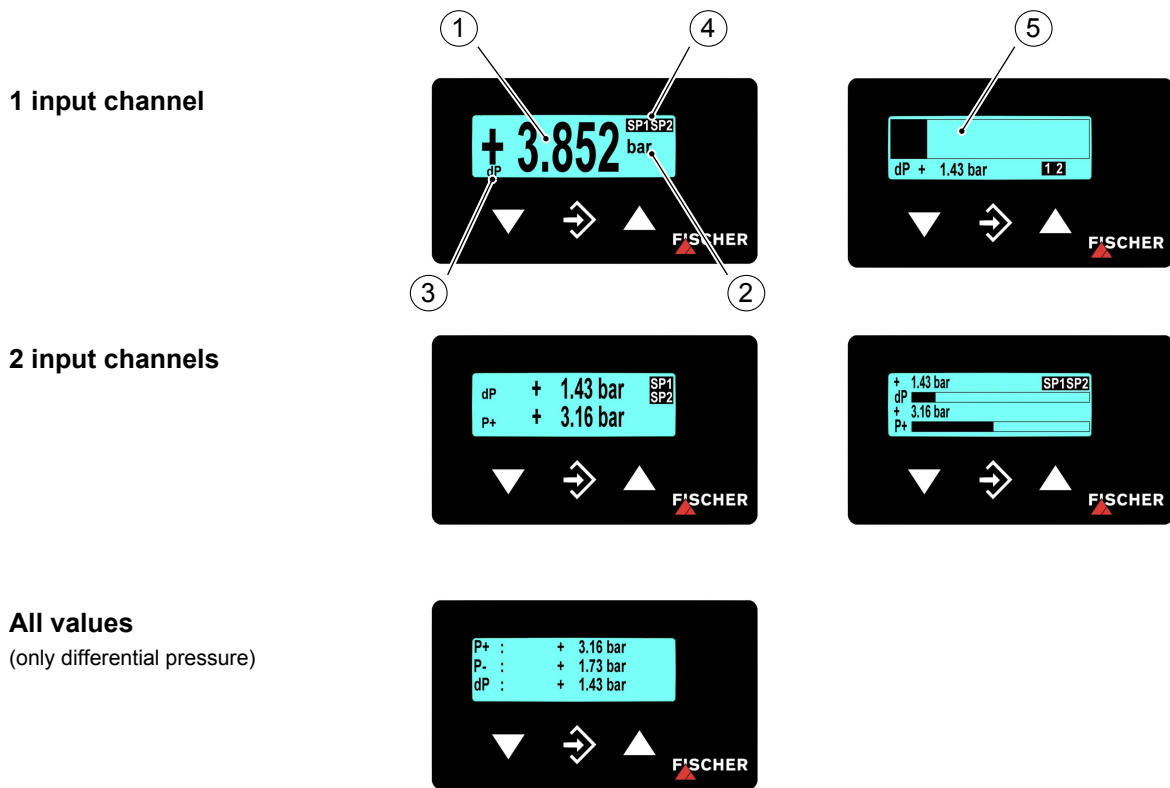 1
4
5
1 input channel
+ 3.852 bar
SP1SP2
dP
FISCHER
dP + 1.43 bar 1 2
FISCHER
3
2
2 input channels
dP + 1.43 bar SP1
P+ + 3.16 bar SP2
FISCHER
+ 1.43 bar SP1SP2
dP
+ 3.16 bar
P+
FISCHER
All values
(only differential pressure)
P+ : + 3.16 bar
P- : + 1.73 bar
dP : + 1.43 bar
FISCHER